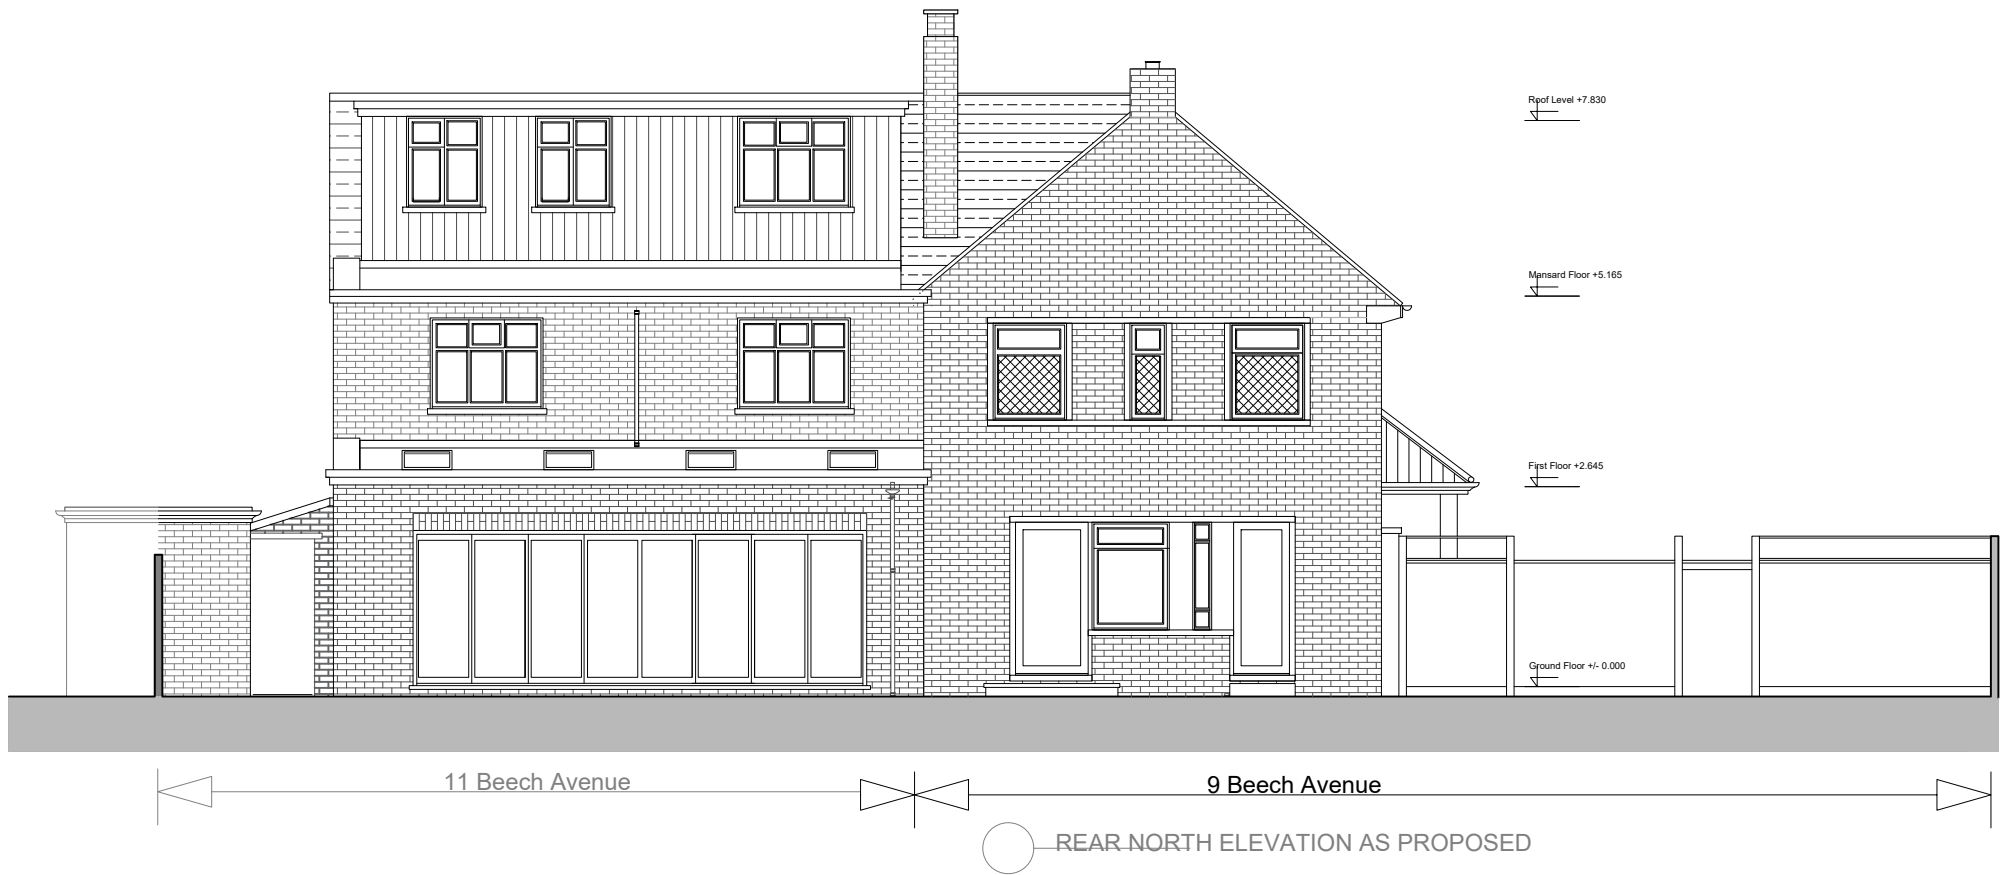 Roof Level +7.830
Mansard Floor +5.165
First Floor +2.645
Ground Floor +/- 0.000
11 Beech Avenue
9 Beech Avenue
REAR NORTH ELEVATION AS PROPOSED